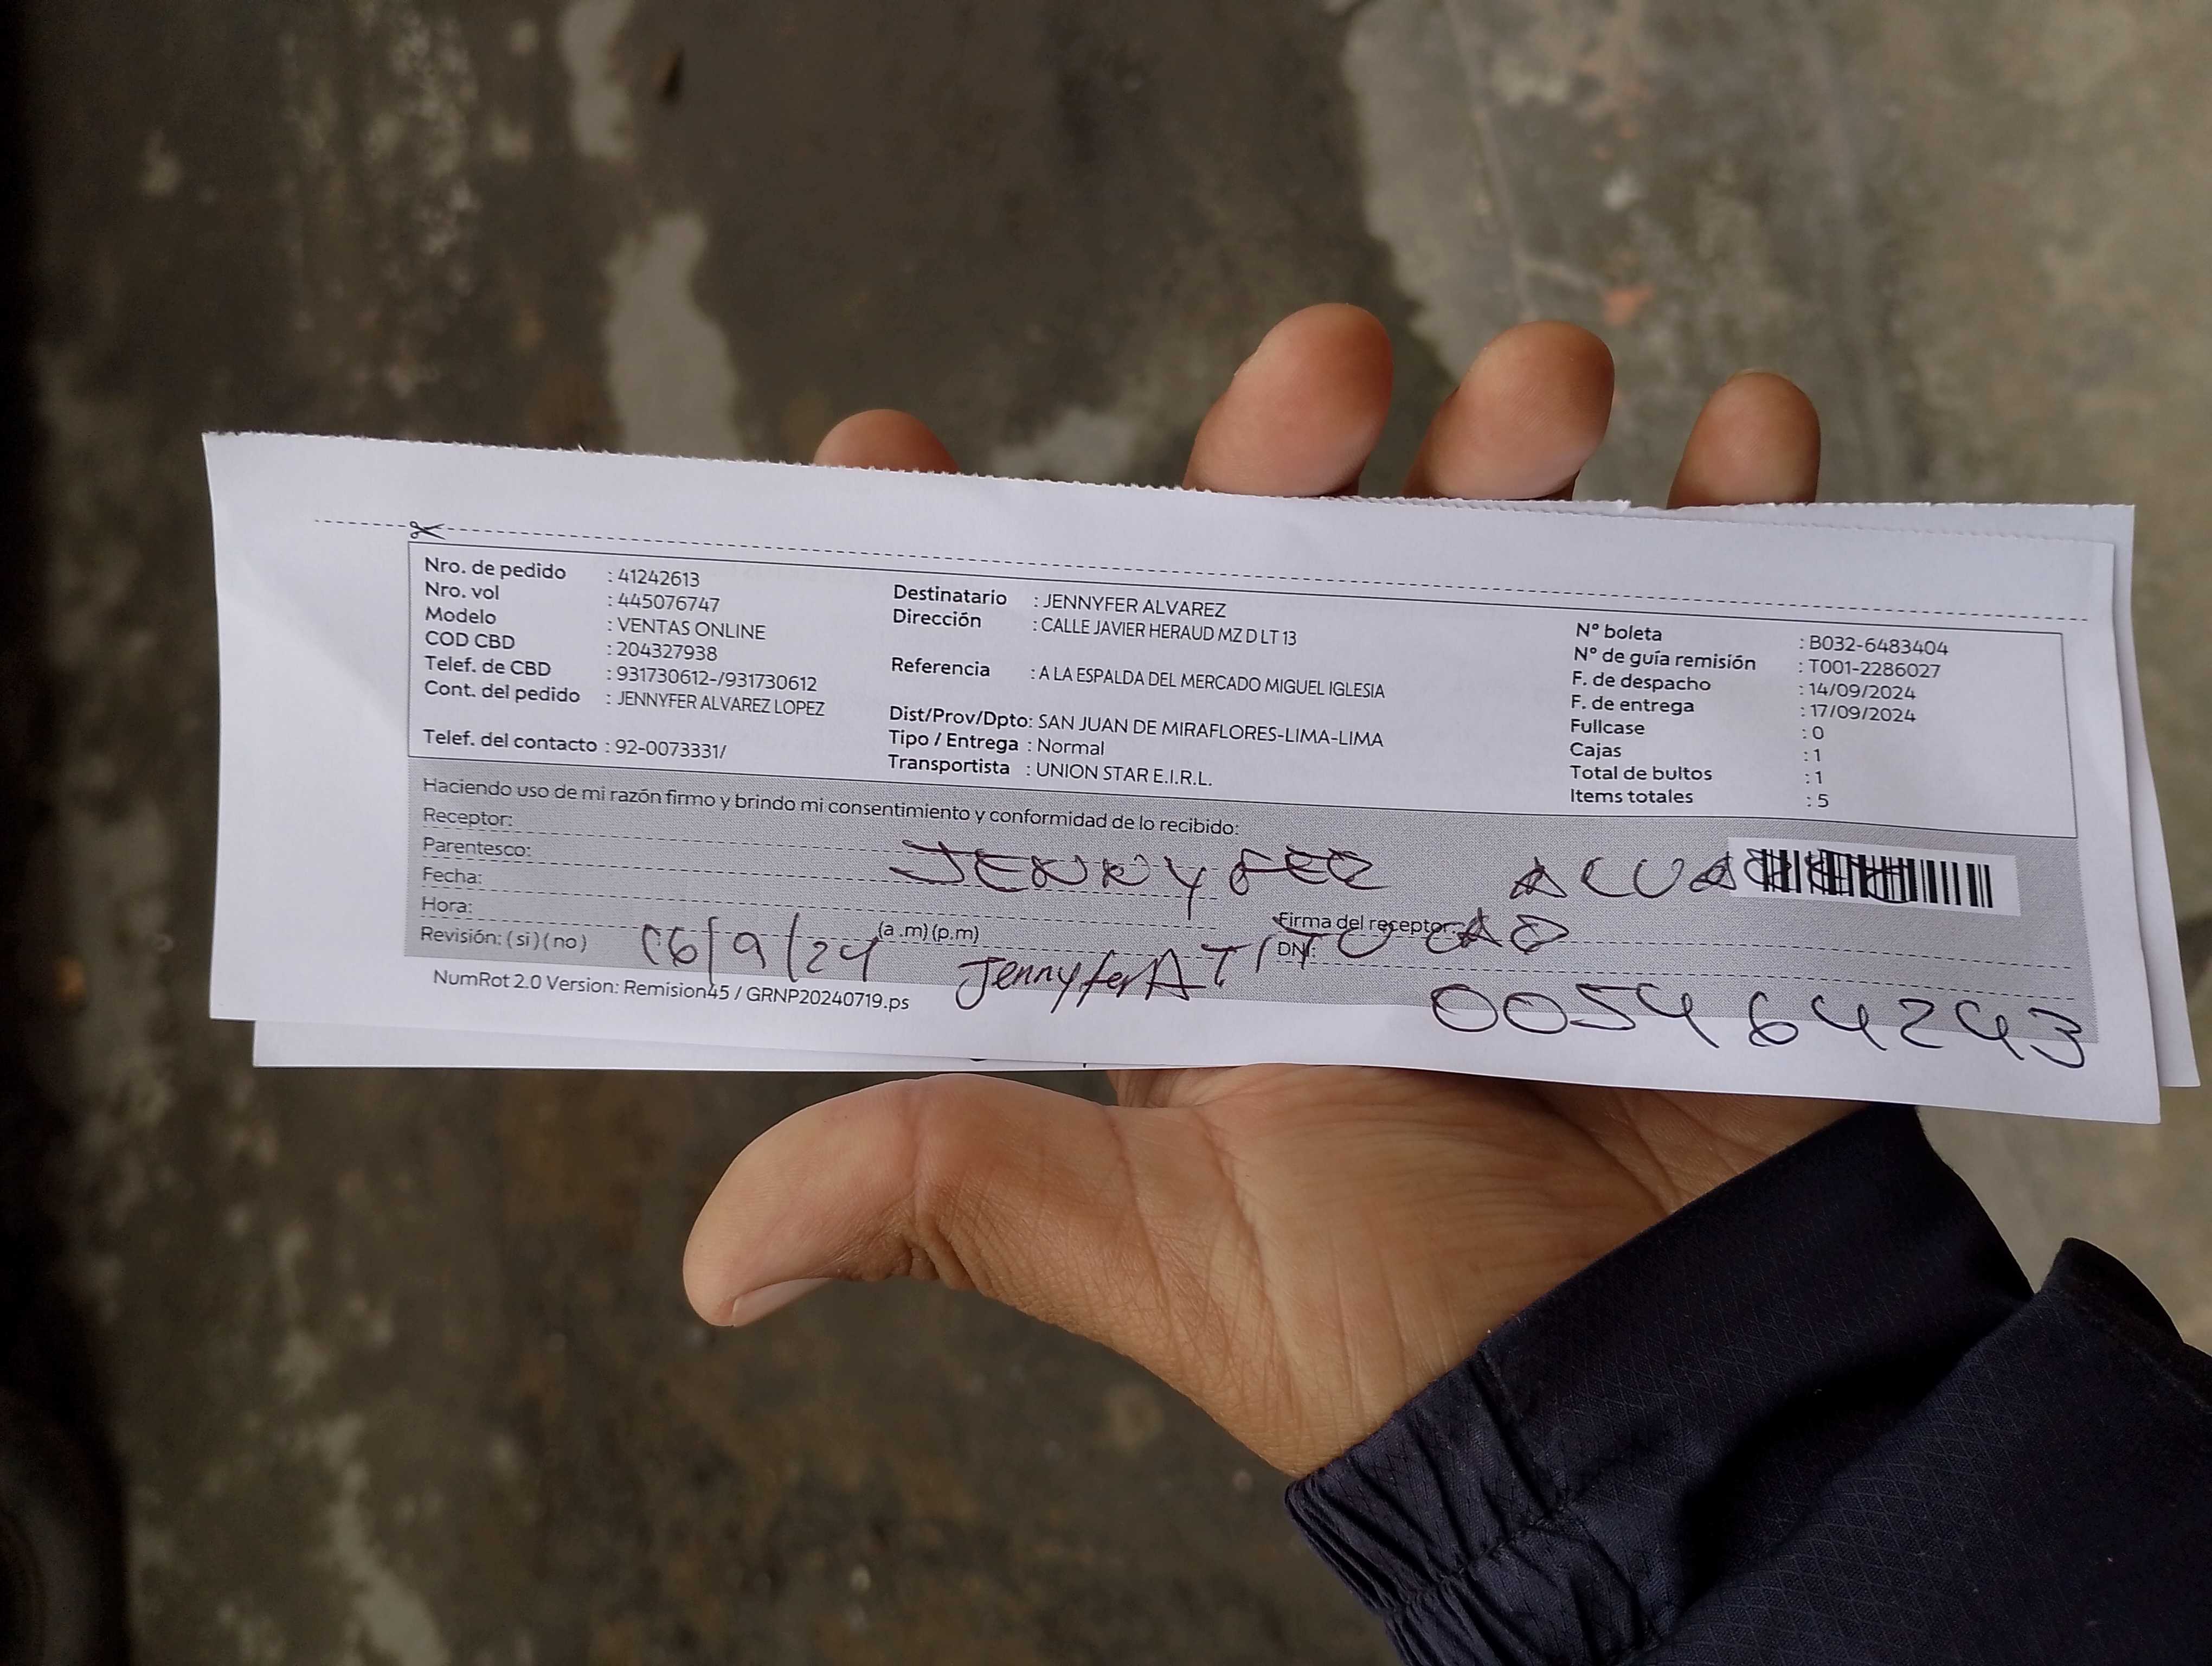 Nro. de pedido : 41242613
Nro. vol : 445076747
Modelo : VENTAS ONLINE
COD CBD : 204327938
Telef. de CBD : 931730612-/931730612
Cont. del pedido : JENNYFER ALVAREZ LOPEZ
Telef. del contacto : 92-0073331/
Destinatario : JENNYFER ALVAREZ
Dirección : CALLE JAVIER HERAUD MZ D LT 13
Referencia : A LA ESPALDA DEL MERCADO MIGUEL IGLESIA
Dist/Prov/Dpto: SAN JUAN DE MIRAFLORES-LIMA-LIMA
Tipo / Entrega : Normal
Transportista : UNION STAR E.I.R.L.
N° boleta : B032-6483404
N° de guía remisión : T001-2286027
F. de despacho : 14/09/2024
F. de entrega : 17/09/2024
Fullcase : 0
Cajas : 1
Total de bultos : 1
Items totales : 5
Haciendo uso de mi razón firmo y brindo mi consentimiento y conformidad de lo recibido:
Receptor:
Parentesco: JENNYFER
Fecha:
Hora: (a .m) (p.m)
Firma del receptor:
Revisión: ( si ) ( no ) 16/9/24 JennyferA TITULAR
DNI:
005464243
NumRot 2.0 Version: Remision45 / GRNP20240719.ps